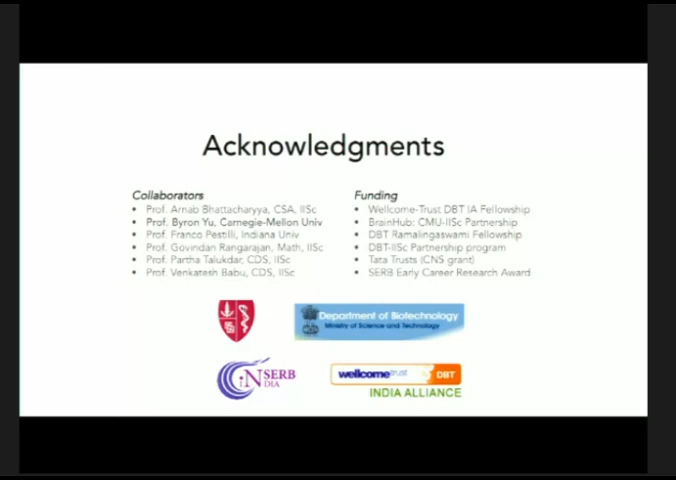 Acknowledgments
Collaborators
• Prof. Arnab Bhattacharyya, CSA, IISc
• Prof. Byron Yu, Carnegie-Mellon Univ
• Prof. Franco Pestilli, Indiana Univ
• Prof. Govindan Rangarajan, Math, IISc
• Prof. Partha Talukdar, CDS, IISc
• Prof. Venkatesh Babu, CDS, IISc
Funding
• Wellcome-Trust DBT IA Fellowship
• BrainHub: CMU-IISc Partnership
• DBT Ramalingaswami Fellowship
• DBT-IISc Partnership program
• Tata Trusts (CNS grant)
• SERB Early Career Research Award
Department of Biotechnology
Ministry of Science and Technology
SERB
DIA
wellcometrust
DBT
INDIA ALLIANCE